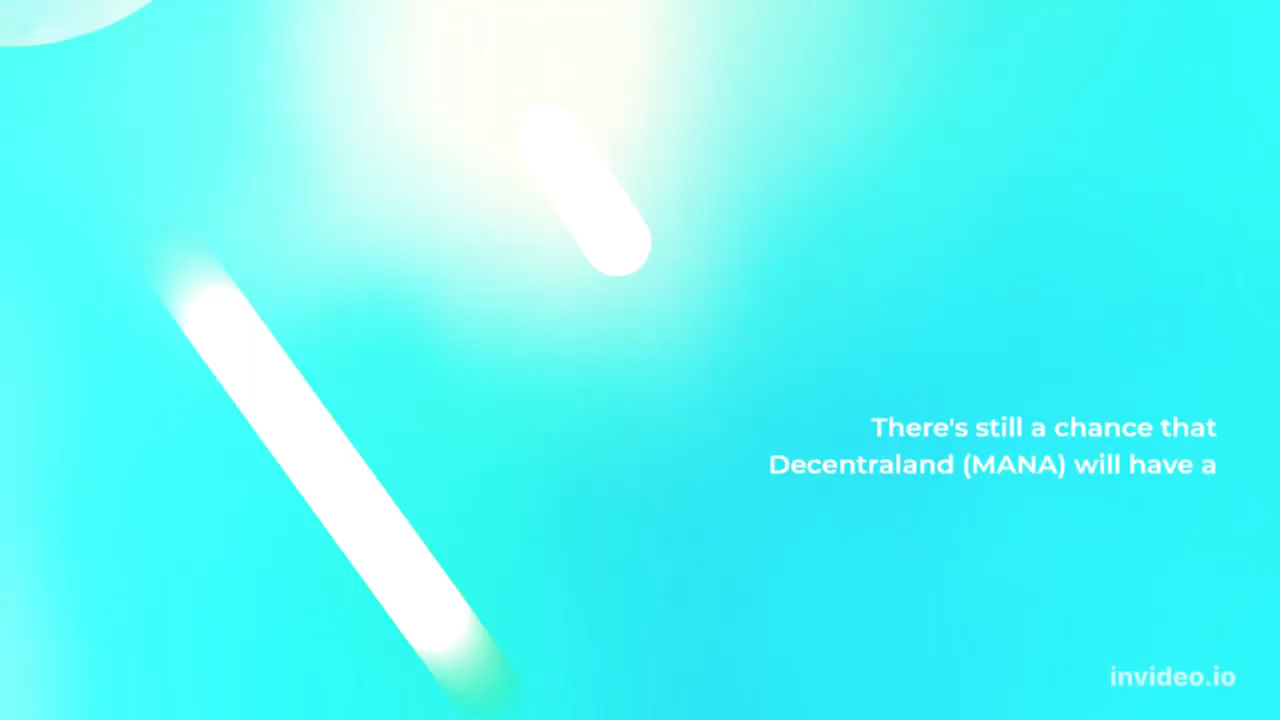 There's still a chance that
Decentraland (MANA) will have a
invideo.io